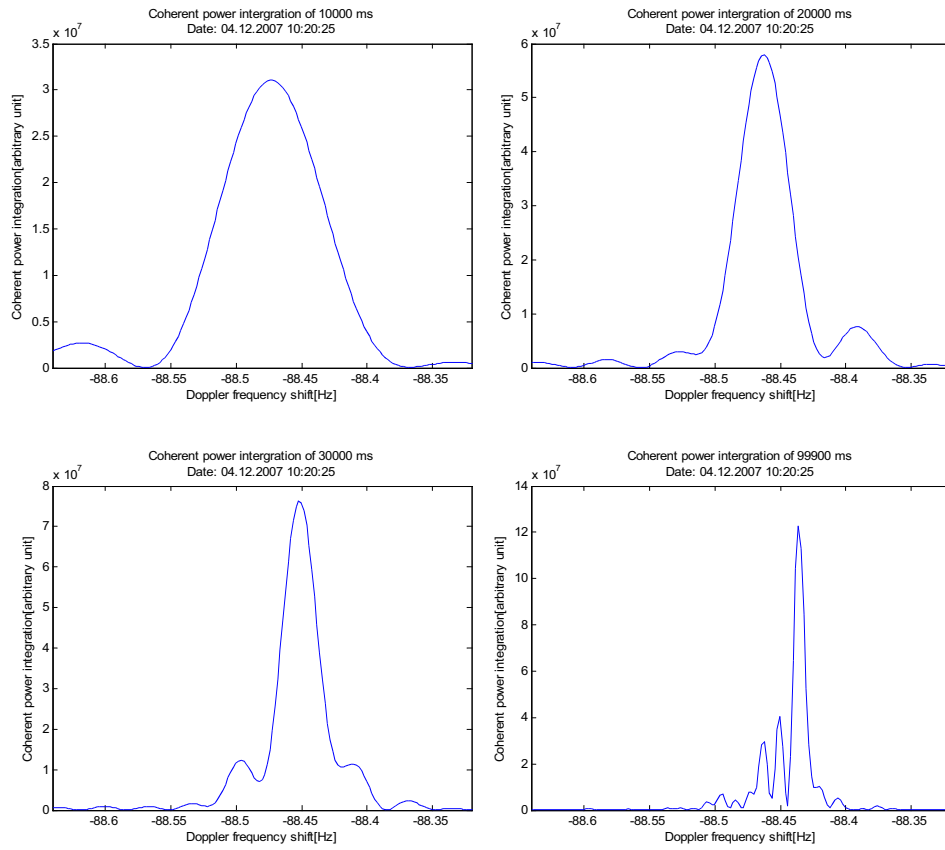 Coherent power intergration of 10000 ms
Date: 04.12.2007 10:20:25
x 10^7
3.5
3
2.5
2
1.5
1
0.5
0
Coherent power integration[arbitrary unit]
-88.6 -88.55 -88.5 -88.45 -88.4 -88.35
Doppler frequency shift[Hz]
Coherent power intergration of 20000 ms
Date: 04.12.2007 10:20:25
x 10^7
6
5
4
3
2
1
0
Coherent power integration[arbitrary unit]
-88.6 -88.55 -88.5 -88.45 -88.4 -88.35
Doppler frequency shift[Hz]
Coherent power intergration of 30000 ms
Date: 04.12.2007 10:20:25
x 10^7
8
7
6
5
4
3
2
1
0
Coherent power integration[arbitrary unit]
-88.6 -88.55 -88.5 -88.45 -88.4 -88.35
Doppler frequency shift[Hz]
Coherent power intergration of 99900 ms
Date: 04.12.2007 10:20:25
x 10^7
14
12
10
8
6
4
2
0
Coherent power integration[arbitrary unit]
-88.6 -88.55 -88.5 -88.45 -88.4 -88.35
Doppler frequency shift[Hz]